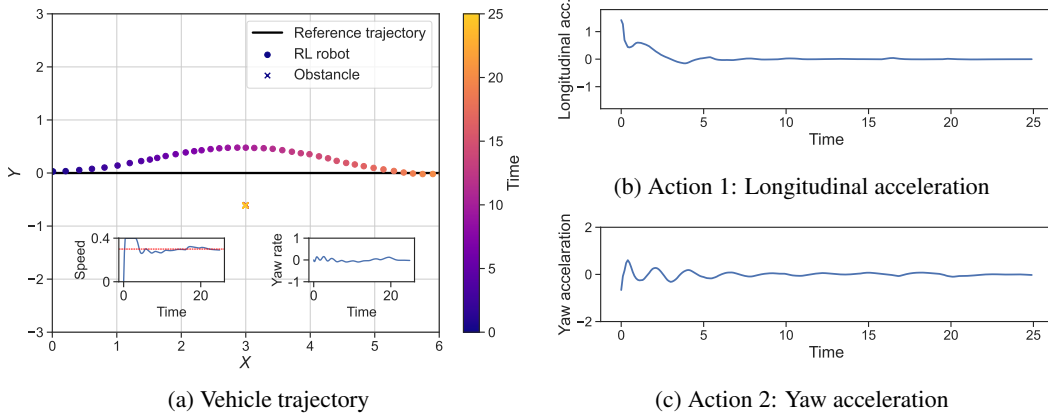 3
2
1
0
−1
−2
−3
Y
Reference trajectory
RL robot
Obstancle
0.4
0.0
Speed
0
20
Time
1
0
-1
Yaw rate
0
20
Time
0
1
2
3
4
5
6
X
25
20
15
10
5
0
Time
(a) Vehicle trajectory
1
0
−1
Longitudinal acc.
0
5
10
15
20
25
Time
(b) Action 1: Longitudinal acceleration
2
0
−2
Yaw accelaration
0
5
10
15
20
25
Time
(c) Action 2: Yaw acceleration